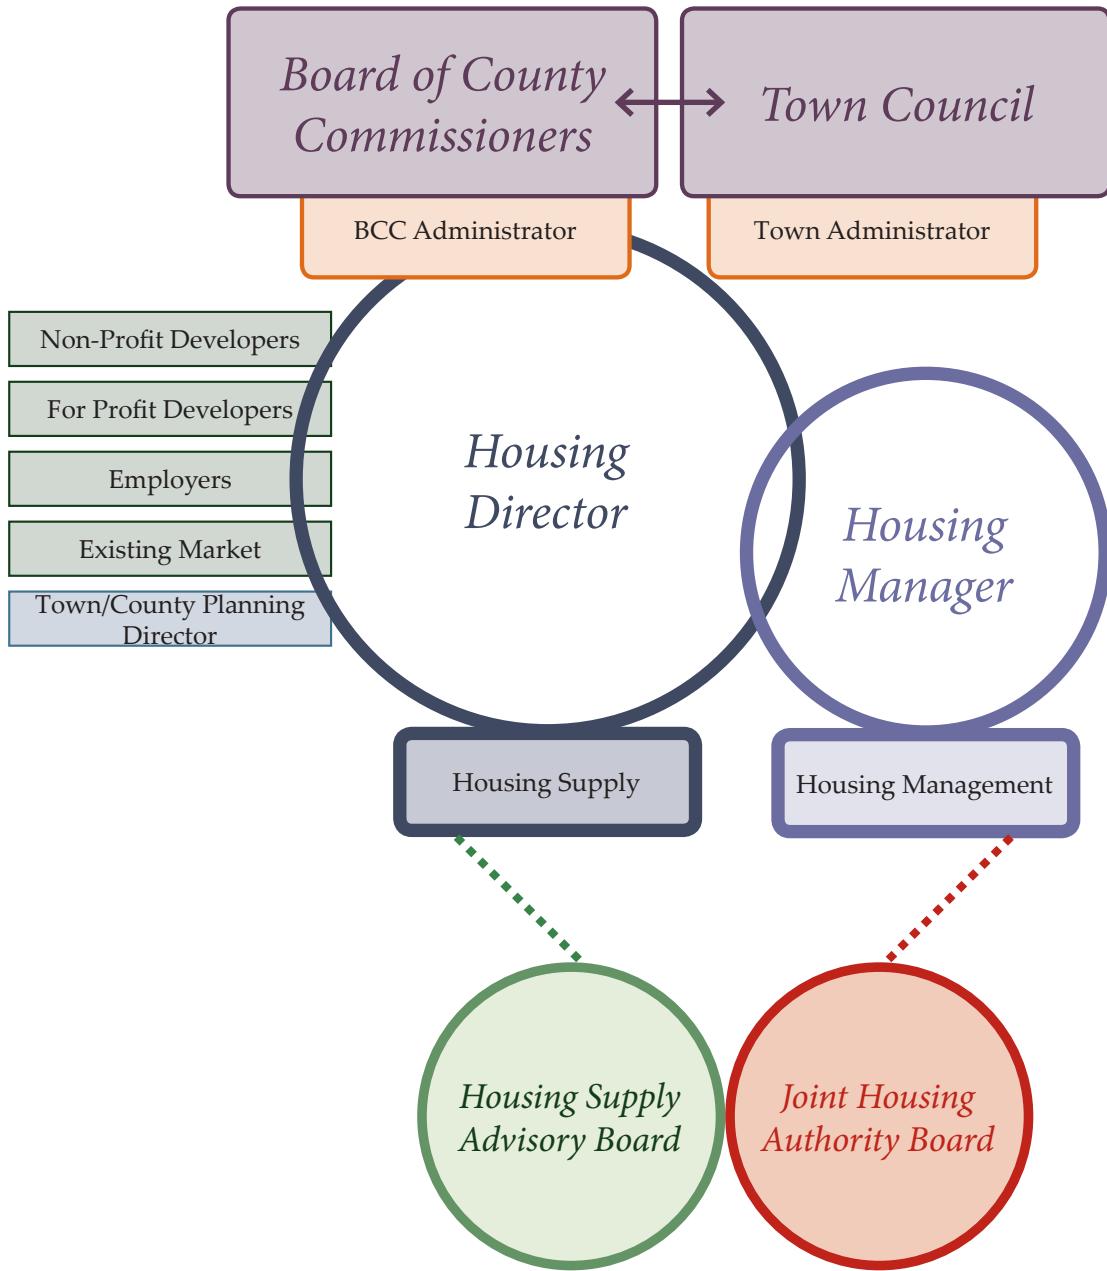 Board of County
Commissioners
Town Council
BCC Administrator
Town Administrator
Non-Profit Developers
For Profit Developers
Employers
Existing Market
Town/County Planning
Director
Housing
Director
Housing
Manager
Housing Supply
Housing Management
Housing Supply
Advisory Board
Joint Housing
Authority Board